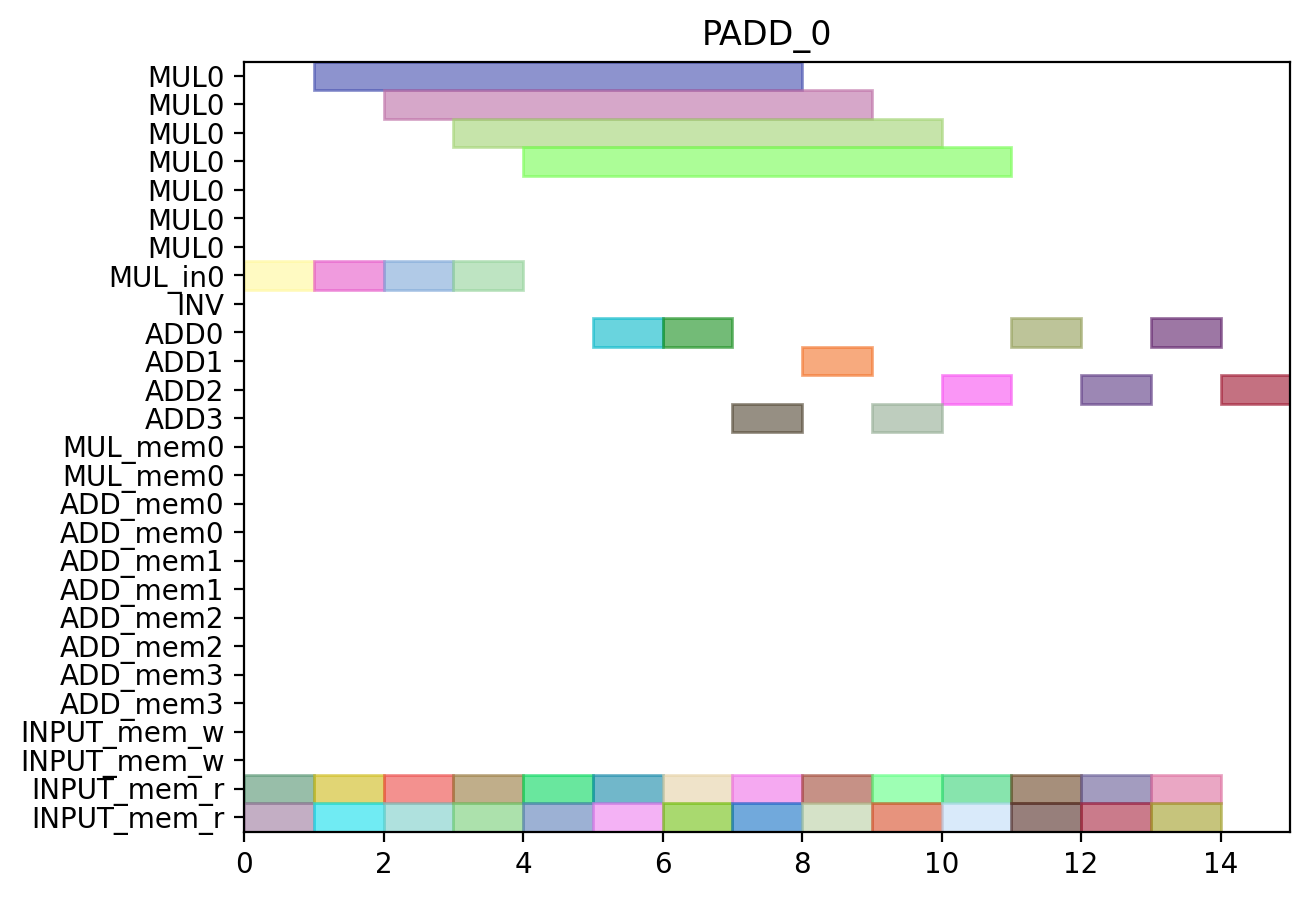 PADD_0
MUL0
MUL0
MUL0
MUL0
MUL0
MUL0
MUL0
MUL_in0
INV
ADD0
ADD1
ADD2
ADD3
MUL_mem0
MUL_mem0
ADD_mem0
ADD_mem0
ADD_mem1
ADD_mem1
ADD_mem2
ADD_mem2
ADD_mem3
ADD_mem3
INPUT_mem_w
INPUT_mem_w
INPUT_mem_r
INPUT_mem_r
0 2 4 6 8 10 12 14